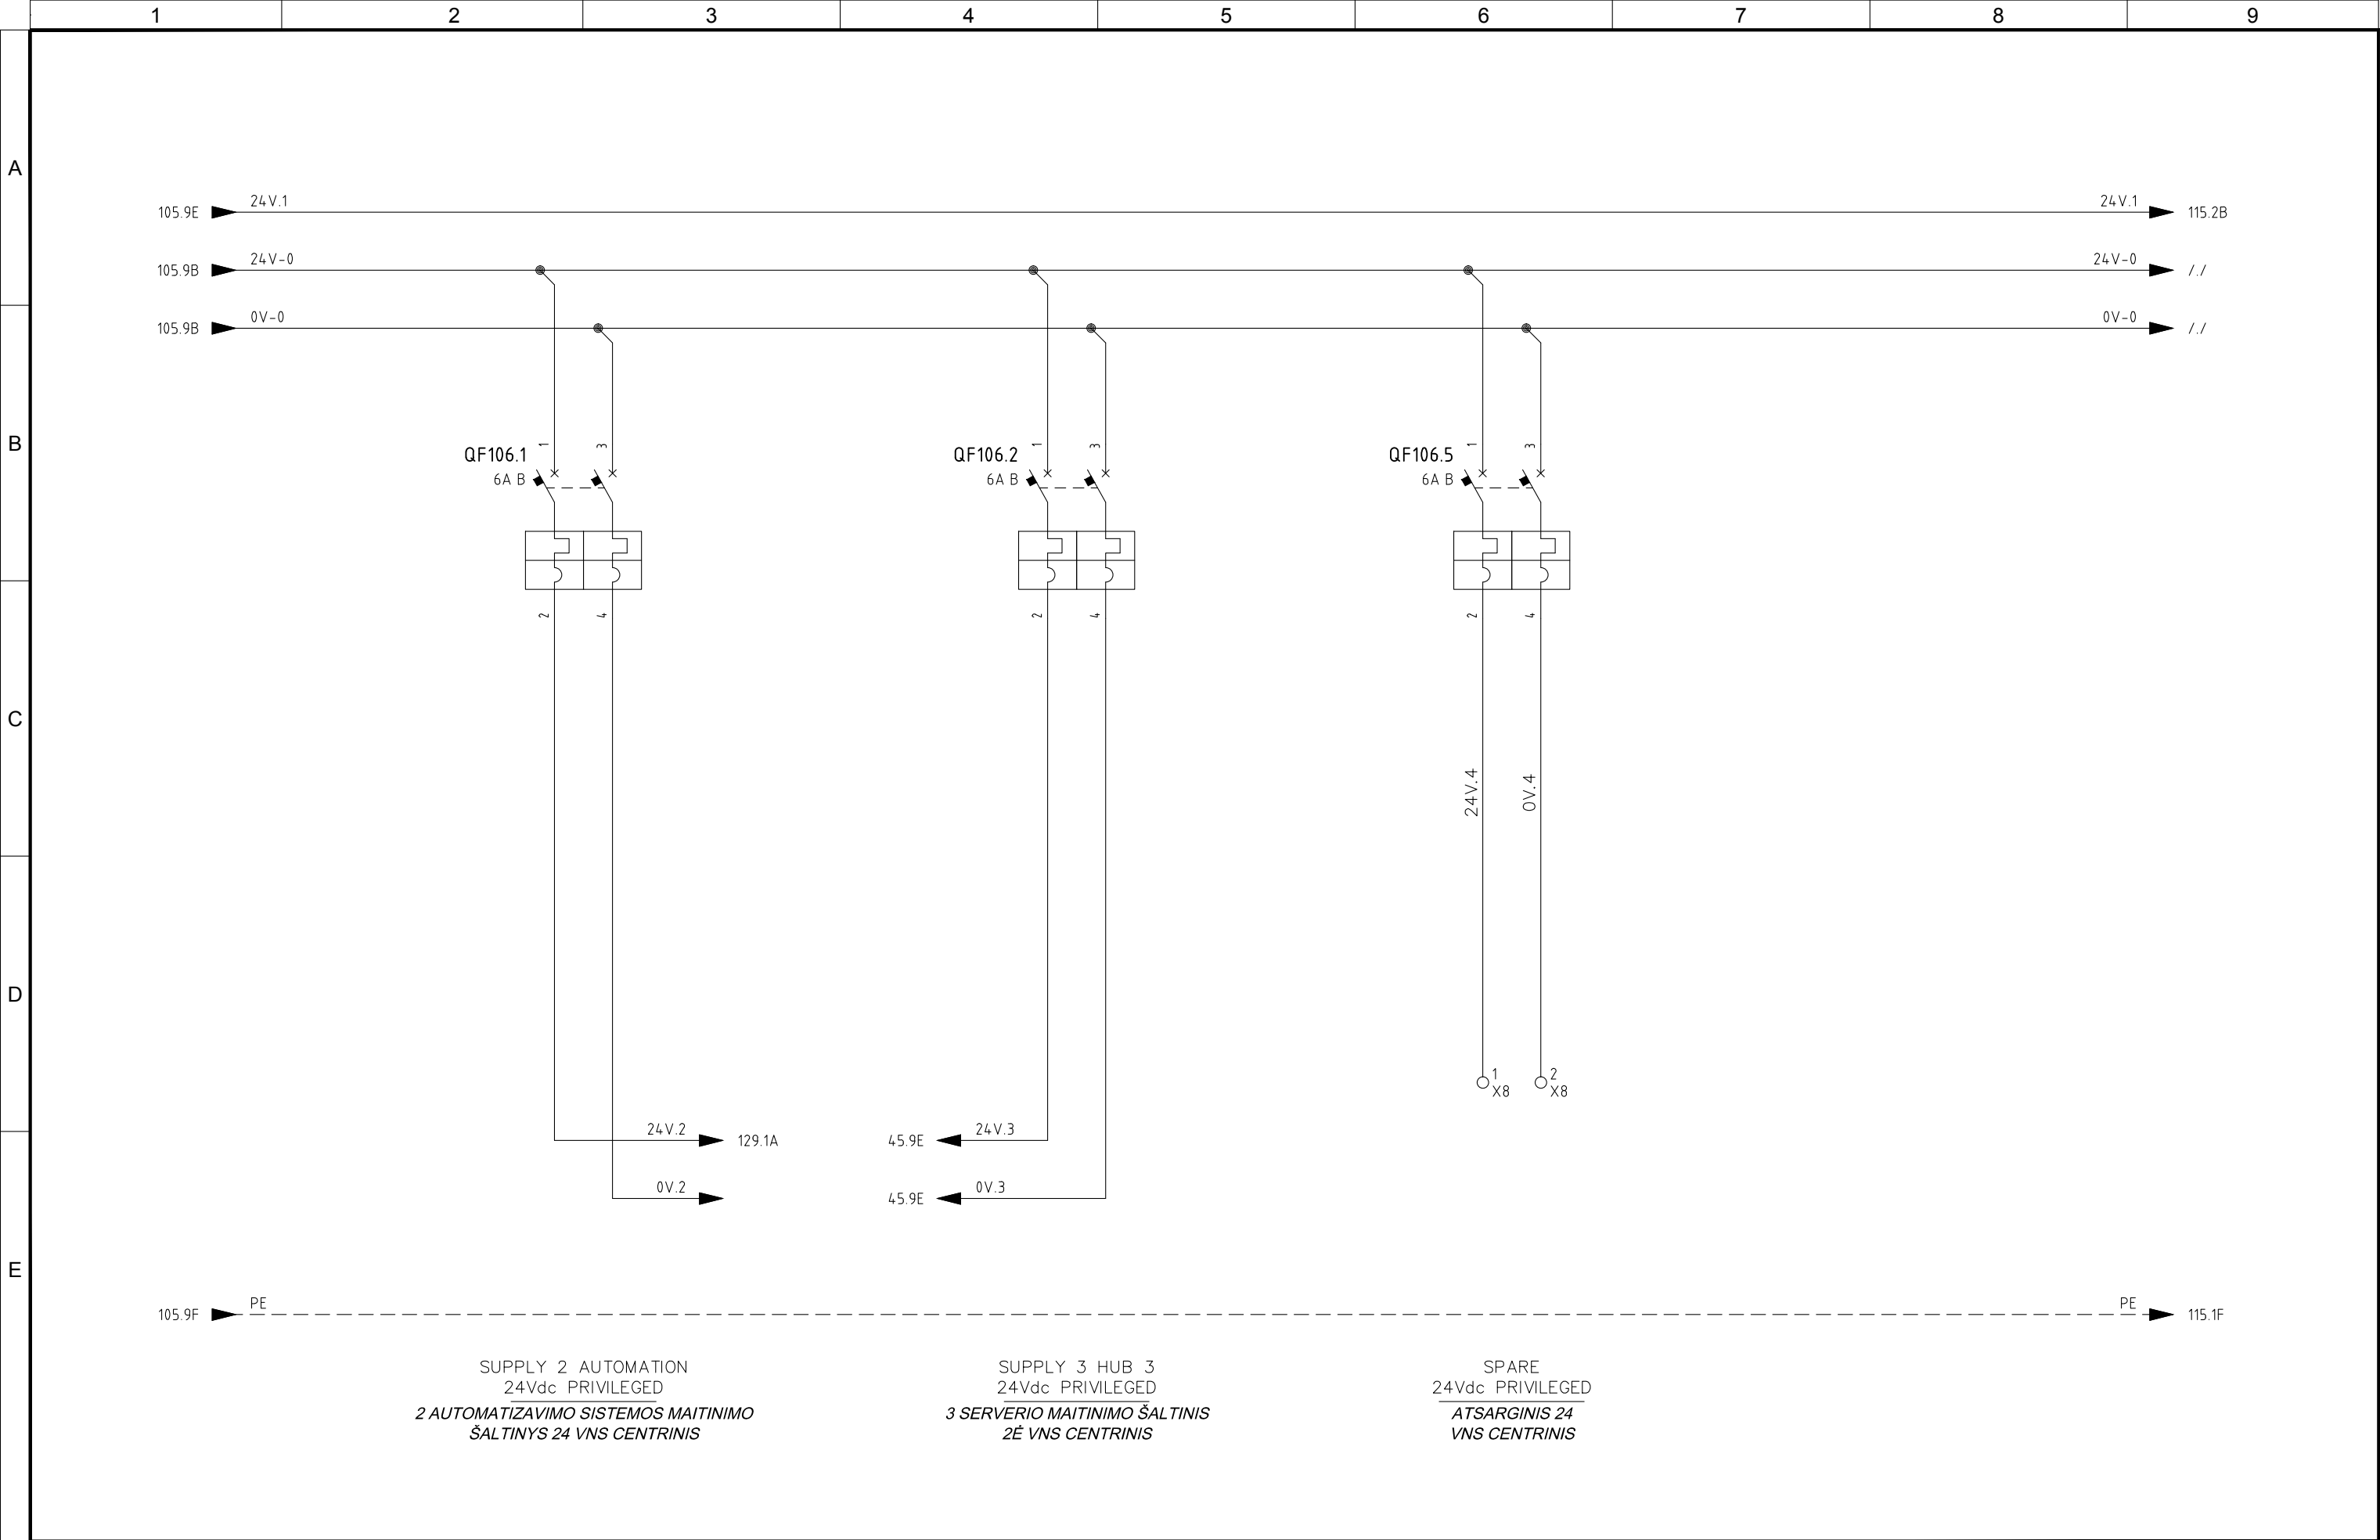 1 2 3 4 5 6 7 8 9
A
105.9E 24V.1 24V.1 115.2B
105.9B 24V-0 24V-0 /./
105.9B 0V-0 0V-0 /./
B
1 3 1 3 1 3
QF106.1 QF106.2 QF106.5
6A B 6A B 6A B
2 4 2 4 2 4
C
24V.4 0V.4
D
1 2
X8 X8
24V.2 129.1A 45.9E 24V.3
0V.2 45.9E 0V.3
E
105.9F PE PE 115.1F
SUPPLY 2 AUTOMATION
24Vdc PRIVILEGED
2 AUTOMATIZAVIMO SISTEMOS MAITINIMO
ŠALTINYS 24 VNS CENTRINIS
SUPPLY 3 HUB 3
24Vdc PRIVILEGED
3 SERVERIO MAITINIMO ŠALTINIS
2Ė VNS CENTRINIS
SPARE
24Vdc PRIVILEGED
ATSARGINIS 24
VNS CENTRINIS